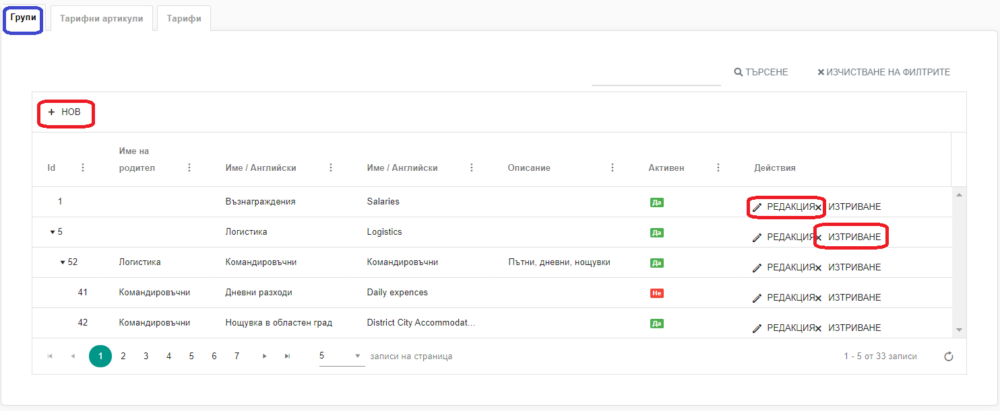 Групи Тарифни артикули Тарифи
ТЪРСЕНЕ ИЗЧИСТВАНЕ НА ФИЛТРИТЕ
+ НОВ
Id Име на родител Име / Английски Име / Английски Описание Активен Действия
1 Възнаграждения Salaries Да РЕДАКЦИЯ ИЗТРИВАНЕ
5 Логистика Logistics Да РЕДАКЦИЯ ИЗТРИВАНЕ
52 Логистика Командировъчни Командировъчни Пътни, дневни, нощувки Да РЕДАКЦИЯ ИЗТРИВАНЕ
41 Командировъчни Дневни разходи Daily expences Не РЕДАКЦИЯ ИЗТРИВАНЕ
42 Командировъчни Нощувка в областен град District City Accommodat... Да РЕДАКЦИЯ ИЗТРИВАНЕ
1 2 3 4 5 6 7 5 записи на страница 1 - 5 от 33 записи